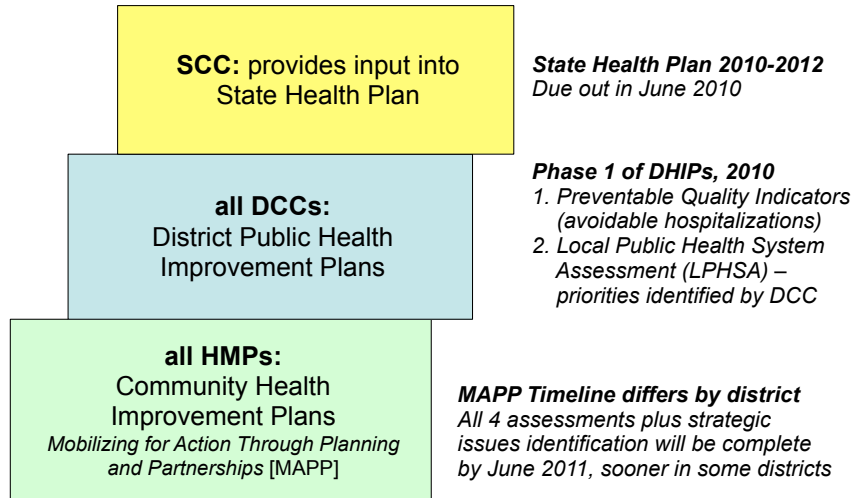 SCC: provides input into
State Health Plan
State Health Plan 2010-2012
Due out in June 2010
all DCCs:
District Public Health
Improvement Plans
Phase 1 of DHIPs, 2010
1. Preventable Quality Indicators
(avoidable hospitalizations)
2. Local Public Health System
Assessment (LPHSA) –
priorities identified by DCC
all HMPs:
Community Health
Improvement Plans
Mobilizing for Action Through Planning
and Partnerships [MAPP]
MAPP Timeline differs by district
All 4 assessments plus strategic
issues identification will be complete
by June 2011, sooner in some districts